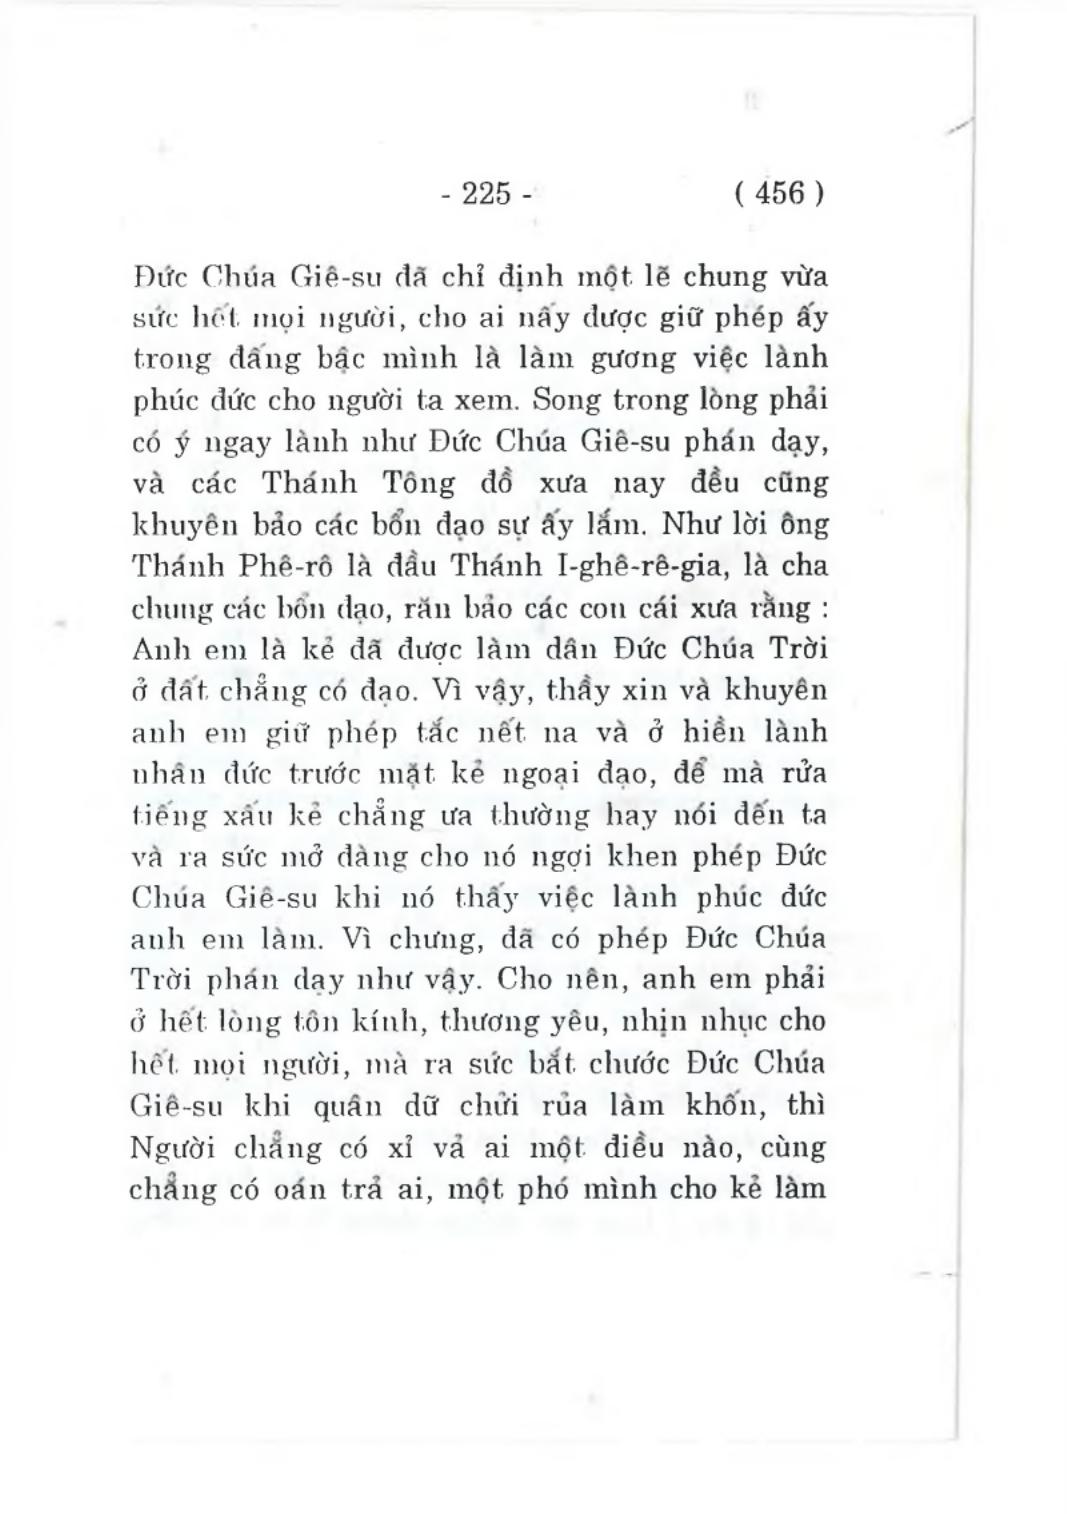 - 225 - ( 456 )
Đức Chúa Giê-su đã chỉ định một lẽ chung vừa
sức hết mọi người, cho ai nấy được giữ phép ấy
trong đấng bậc mình là làm gương việc lành
phúc đức cho người ta xem. Song trong lòng phải
có ý ngay lành như Đức Chúa Giê-su phán dạy,
và các Thánh Tông đồ xưa nay đều cũng
khuyên bảo các bổn đạo sự ấy lắm. Như lời ông
Thánh Phê-rô là đầu Thánh I-ghê-rê-gia, là cha
chung các bổn đạo, răn bảo các con cái xưa rằng :
Anh em là kẻ đã được làm dân Đức Chúa Trời
ở đất chẳng có đạo. Vì vậy, thầy xin và khuyên
anh em giữ phép tắc nết na và ở hiền lành
nhân đức trước mặt kẻ ngoại đạo, để mà rửa
tiếng xấu kẻ chẳng ưa thường hay nói đến ta
và ra sức mở đàng cho nó ngợi khen phép Đức
Chúa Giê-su khi nó thấy việc lành phúc đức
anh em làm. Vì chưng, đã có phép Đức Chúa
Trời phán dạy như vậy. Cho nên, anh em phải
ở hết lòng tôn kính, thương yêu, nhịn nhục cho
hết mọi người, mà ra sức bắt chước Đức Chúa
Giê-su khi quân dữ chửi rủa làm khốn, thì
Người chẳng có xỉ vả ai một điều nào, cùng
chẳng có oán trả ai, một phó mình cho kẻ làm